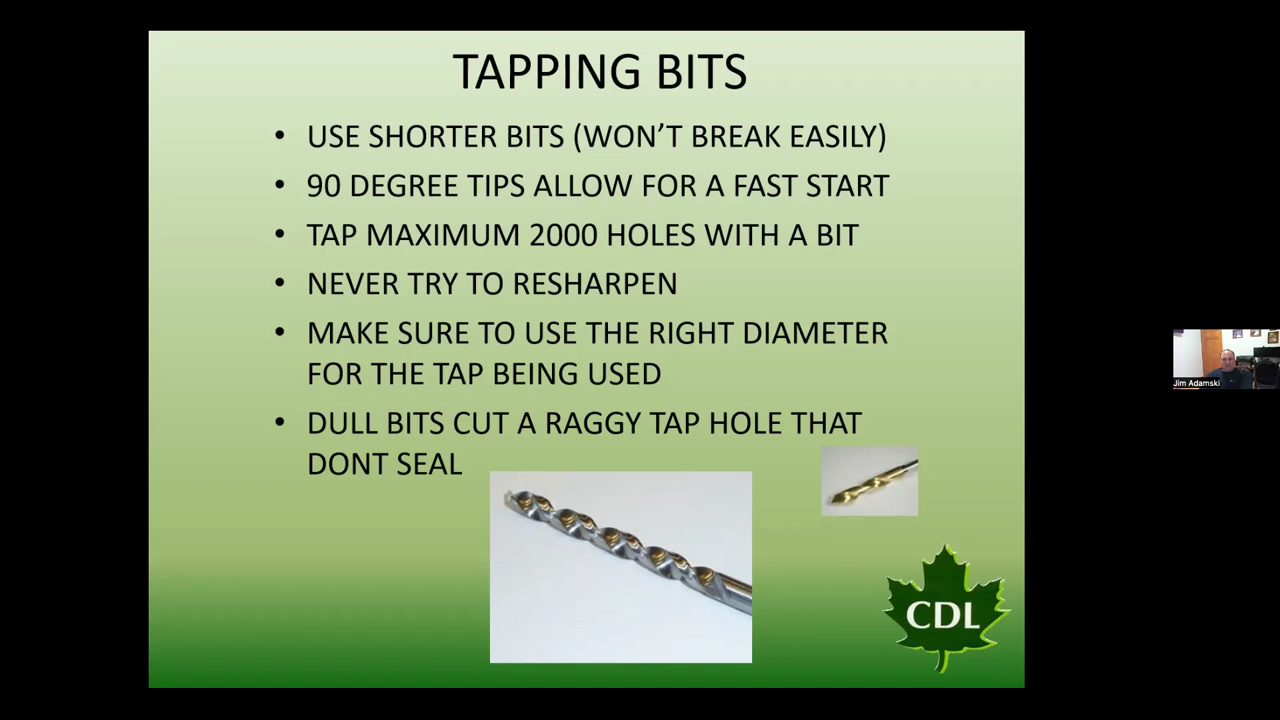 TAPPING BITS
• USE SHORTER BITS (WON'T BREAK EASILY)
• 90 DEGREE TIPS ALLOW FOR A FAST START
• TAP MAXIMUM 2000 HOLES WITH A BIT
• NEVER TRY TO RESHARPEN
• MAKE SURE TO USE THE RIGHT DIAMETER
FOR THE TAP BEING USED
• DULL BITS CUT A RAGGY TAP HOLE THAT
DONT SEAL
CDL
Jim Adamski